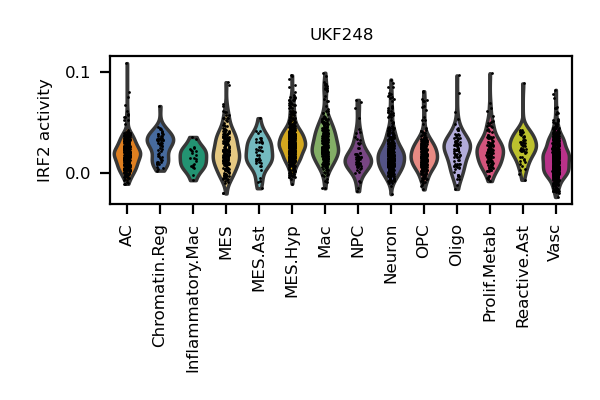 UKF248
IRF2 activity
0.1
0.0
AC
Chromatin.Reg
Inflammatory.Mac
MES
MES.Ast
MES.Hyp
Mac
NPC
Neuron
OPC
Oligo
Prolif.Metab
Reactive.Ast
Vasc